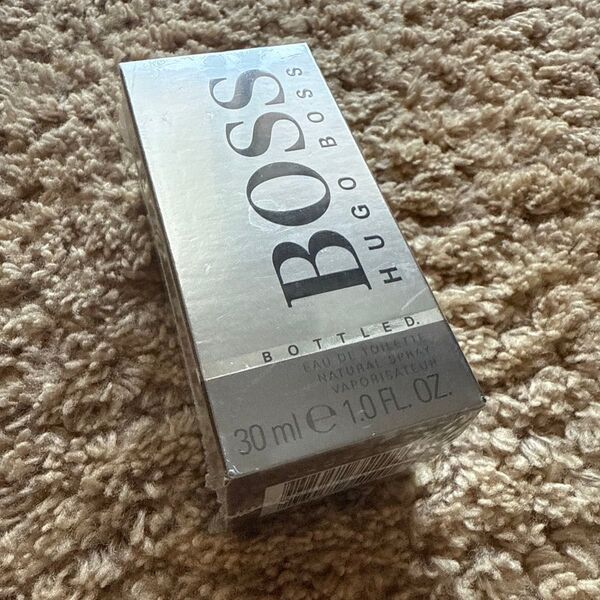 BOSS
HUGO BOSS
BOTTLED.
EAU DE TOILETTE
NATURAL SPRAY
VAPORISATEUR
30 ml e 1.0 FL. OZ.